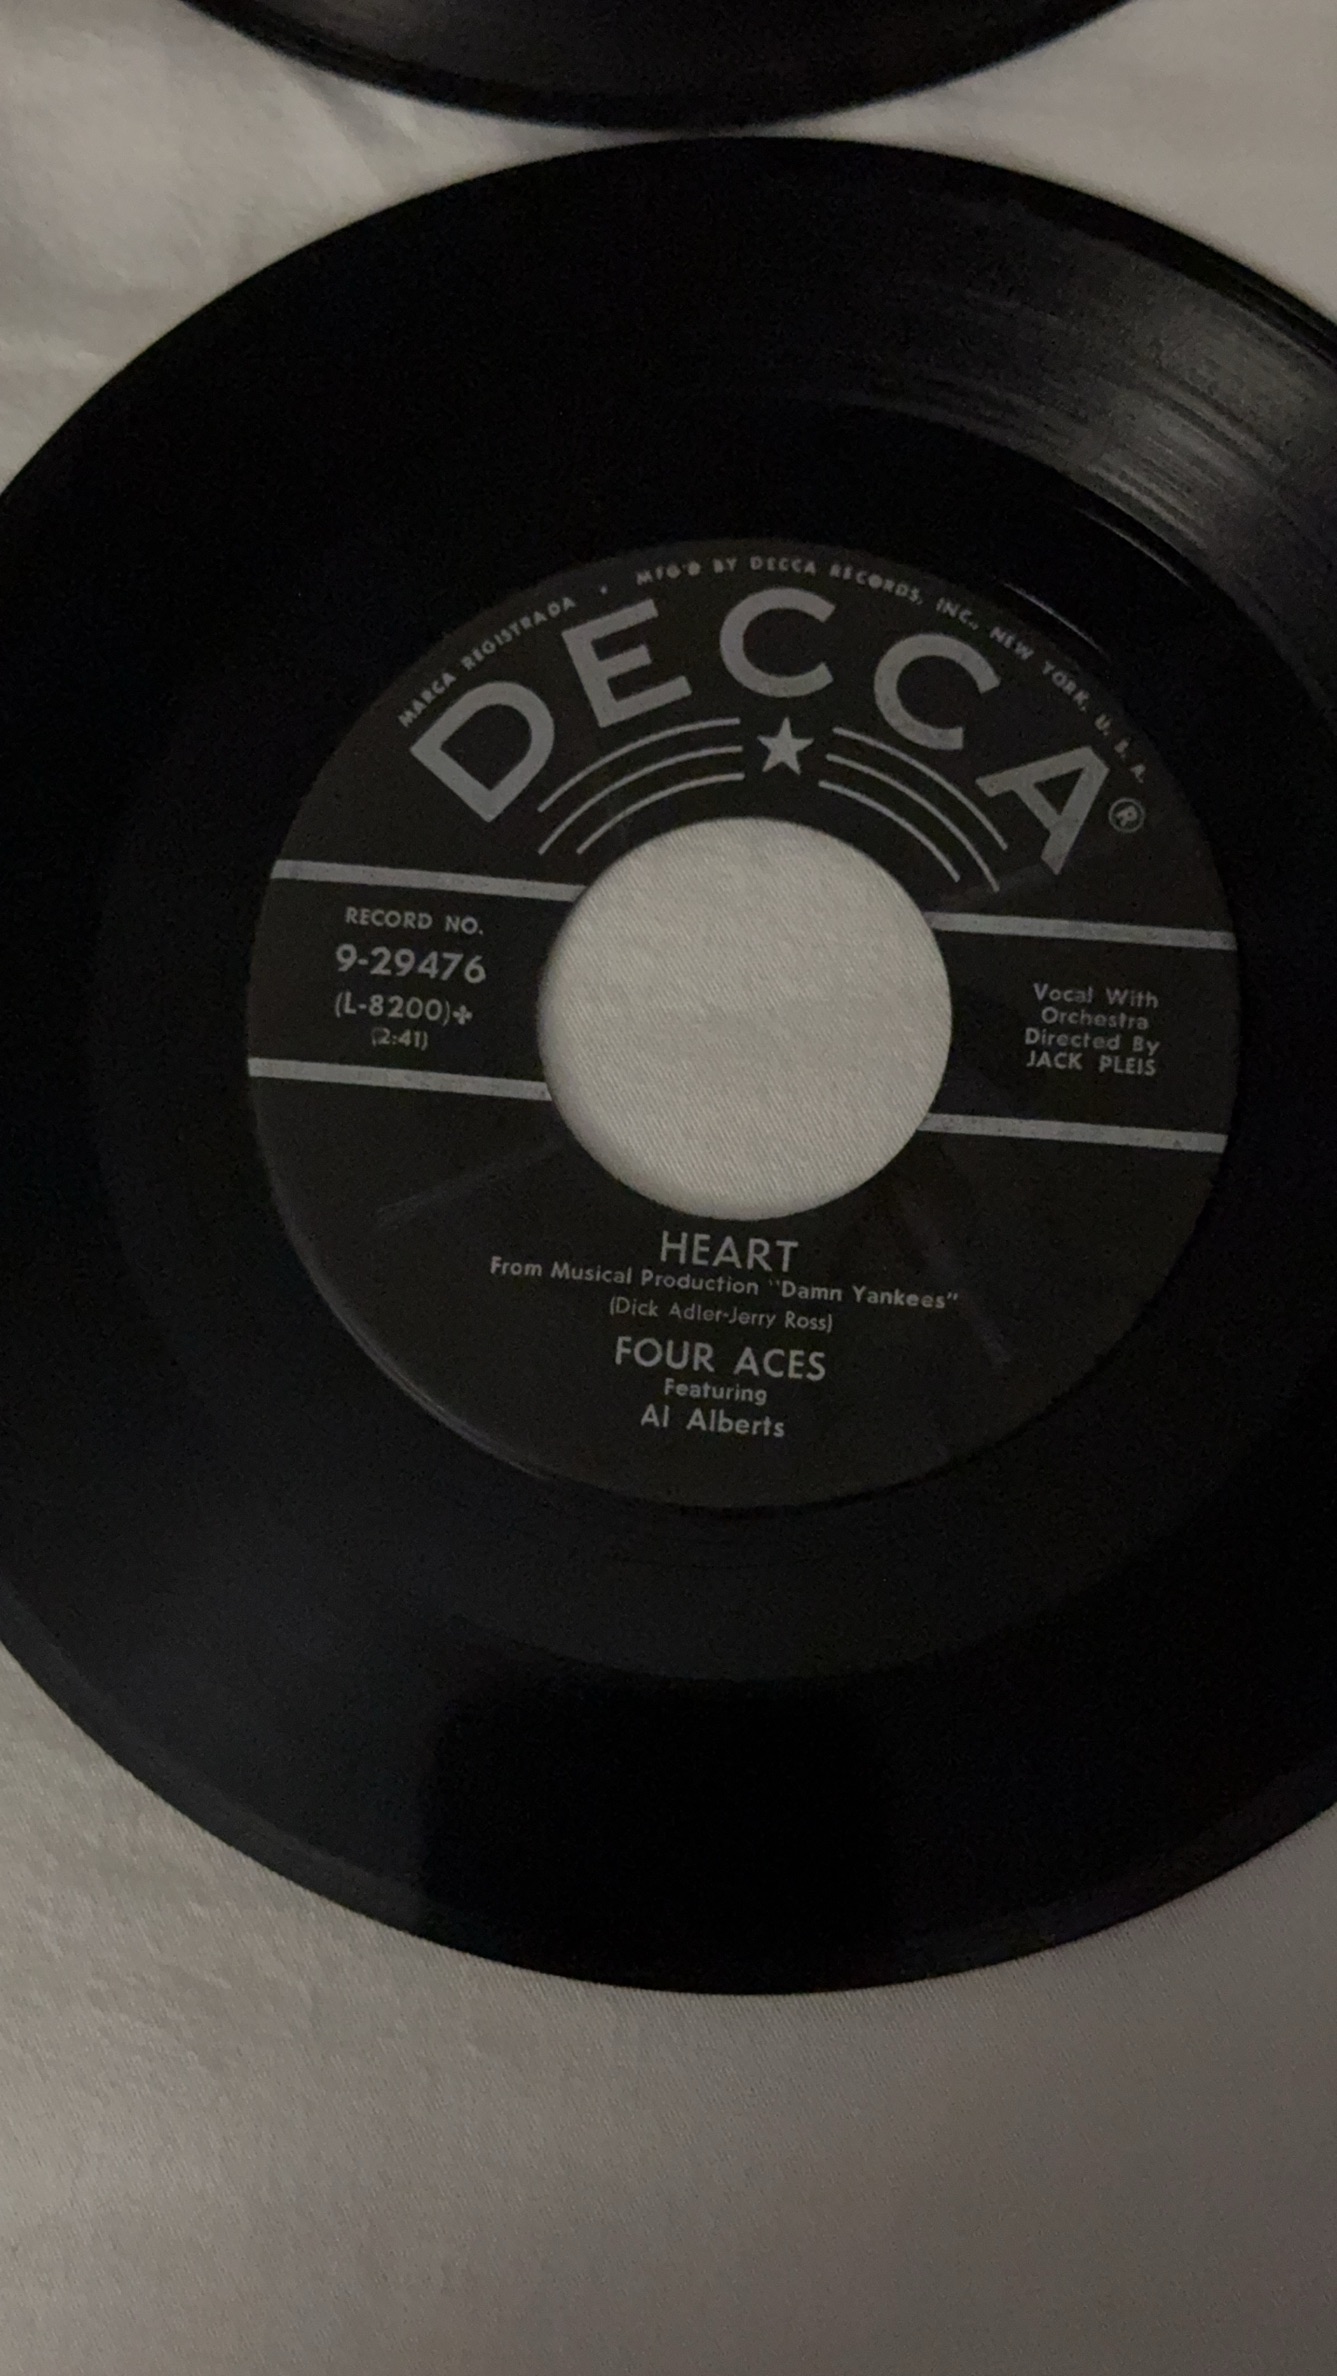 MARCA REGISTRADA • MFG'D BY DECCA RECORDS, INC., NEW YORK, U. S. A.
DECCA®
RECORD NO.
9-29476
(L-8200)✤
(2:41)
Vocal With
Orchestra
Directed By
JACK PLEIS
HEART
From Musical Production "Damn Yankees"
(Dick Adler-Jerry Ross)
FOUR ACES
Featuring
Al Alberts